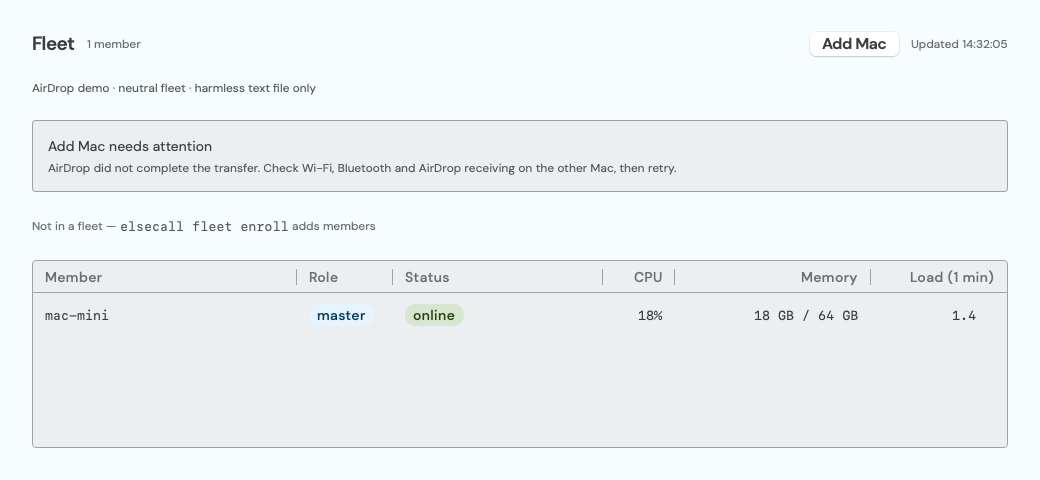 Fleet 1 member Add Mac Updated 14:32:05
AirDrop demo · neutral fleet · harmless text file only
Add Mac needs attention
AirDrop did not complete the transfer. Check Wi-Fi, Bluetooth and AirDrop receiving on the other Mac, then retry.
Not in a fleet — elsecall fleet enroll adds members
Member Role Status CPU Memory Load (1 min)
mac-mini master online 18% 18 GB / 64 GB 1.4